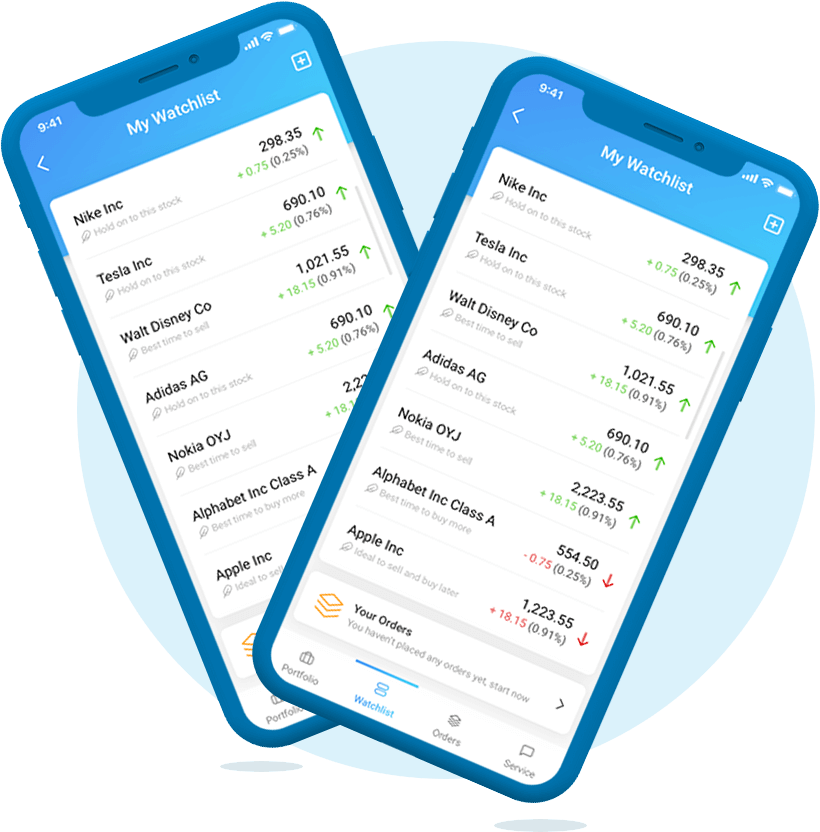 9:41
My Watchlist
Nike Inc
Hold on to this stock
298.35
+ 0.75 (0.25%)
Tesla Inc
Hold on to this stock
690.10
+ 5.20 (0.76%)
Walt Disney Co
Best time to sell
1,021.55
+ 18.15 (0.91%)
Adidas AG
Hold on to this stock
690.10
+ 5.20 (0.76%)
Nokia OYJ
Best time to sell
2,22
+ 18.1
Alphabet Inc Class A
Best time to buy more
Apple Inc
Ideal to sell
Portfolio
9:41
My Watchlist
Nike Inc
Hold on to this stock
298.35
+ 0.75 (0.25%)
Tesla Inc
Hold on to this stock
690.10
+ 5.20 (0.76%)
Walt Disney Co
Best time to sell
1,021.55
+ 18.15 (0.91%)
Adidas AG
Hold on to this stock
690.10
+ 5.20 (0.76%)
Nokia OYJ
Best time to sell
2,223.55
+ 18.15 (0.91%)
Alphabet Inc Class A
Best time to buy more
554.50
- 0.75 (0.25%)
Apple Inc
Ideal to sell and buy later
1,223.55
+ 18.15 (0.91%)
Your Orders
You haven't placed any orders yet, start now
Portfolio
Watchlist
Orders
Service